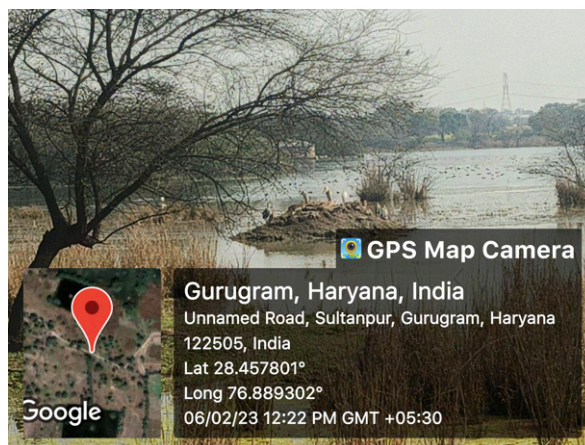 GPS Map Camera
Gurugram, Haryana, India
Unnamed Road, Sultanpur, Gurugram, Haryana
122505, India
Lat 28.457801°
Long 76.889302°
06/02/23 12:22 PM GMT +05:30
Google